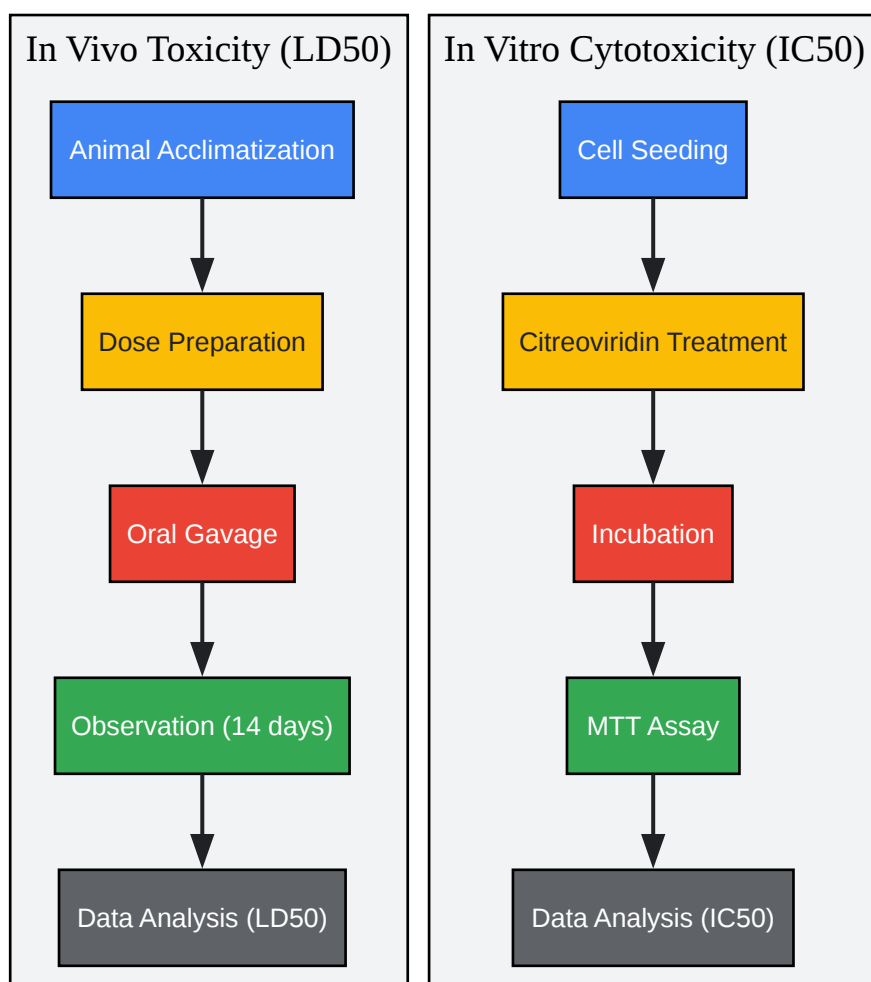 In Vivo Toxicity (LD50)
Animal Acclimatization
Dose Preparation
Oral Gavage
Observation (14 days)
Data Analysis (LD50)
In Vitro Cytotoxicity (IC50)
Cell Seeding
Citreoviridin Treatment
Incubation
MTT Assay
Data Analysis (IC50)